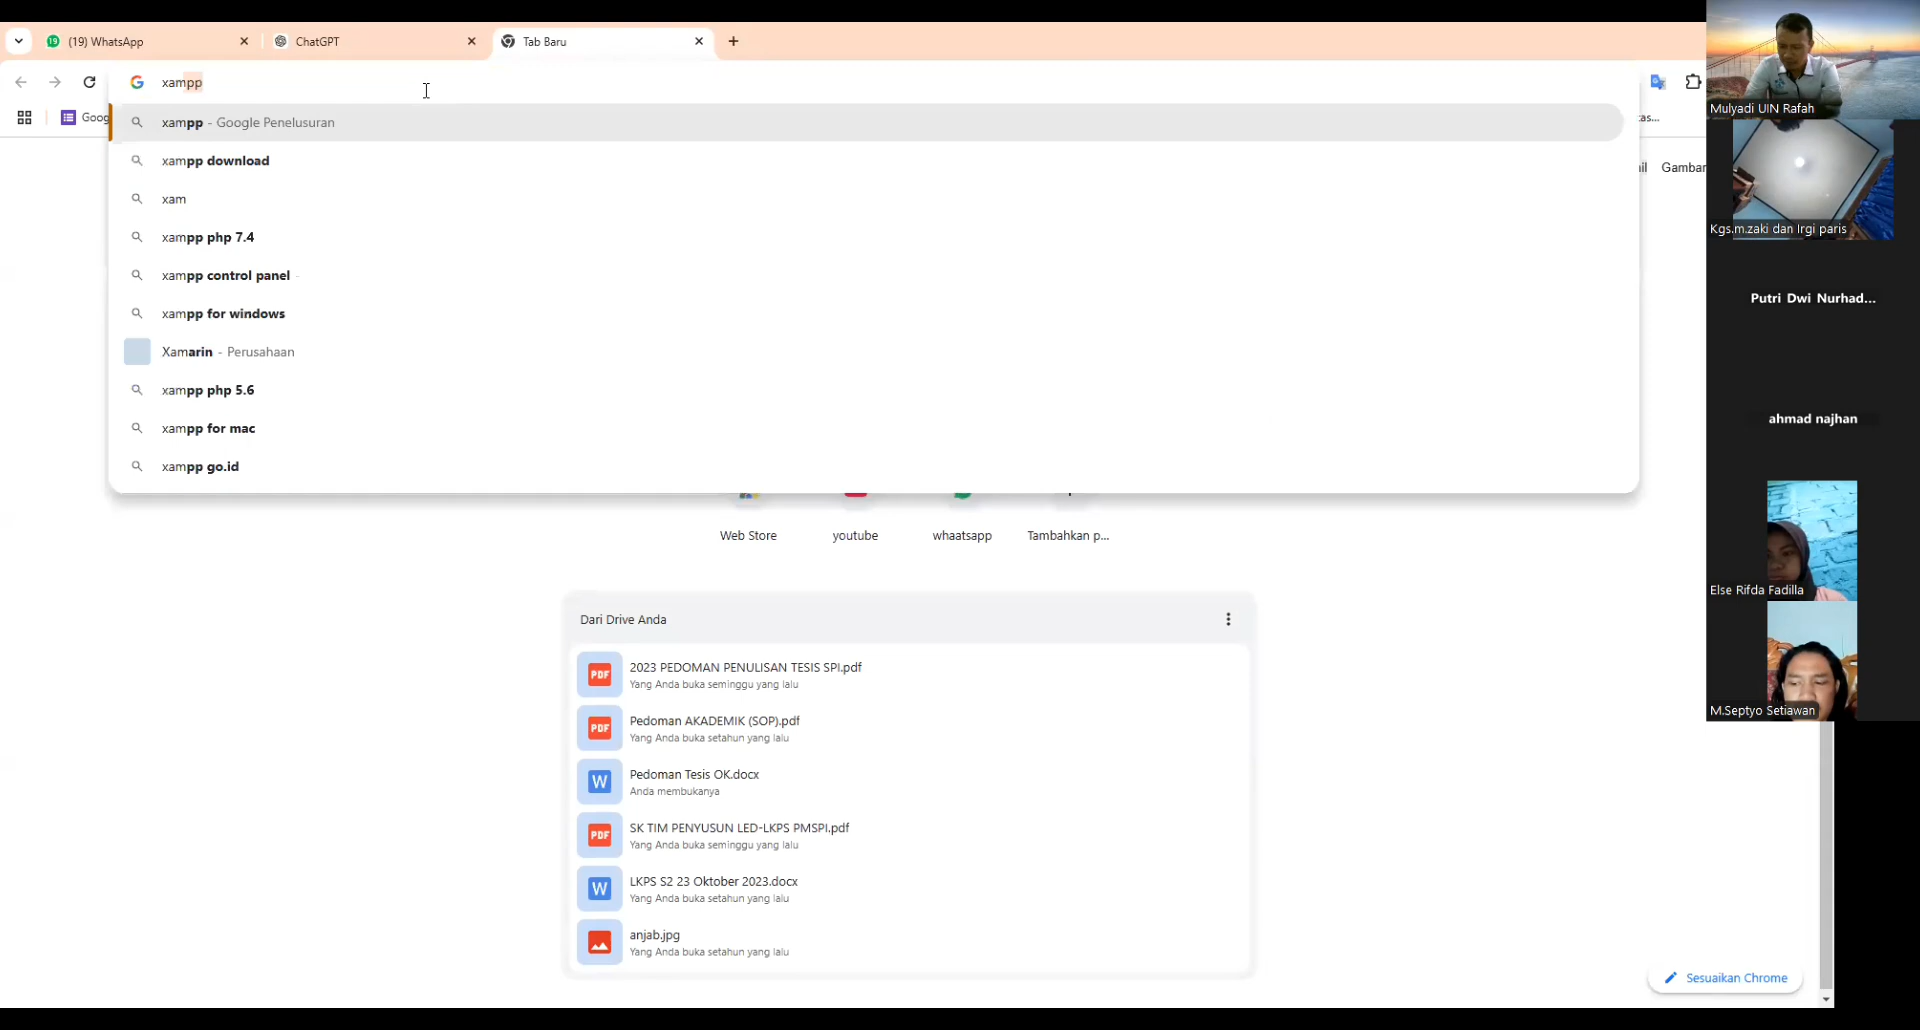 (19) WhatsApp
ChatGPT
Tab Baru
xampp
Goog
xampp - Google Penelusuran
xampp download
xam
xampp php 7.4
xampp control panel -
xampp for windows
Xamarin - Perusahaan
xampp php 5.6
xampp for mac
xampp go.id
as...
Gambar
Web Store
youtube
whaatsapp
Tambahkan p...
Dari Drive Anda
2023 PEDOMAN PENULISAN TESIS SPI.pdf
Yang Anda buka seminggu yang lalu
Pedoman AKADEMIK (SOP).pdf
Yang Anda buka setahun yang lalu
Pedoman Tesis OK.docx
Anda membukanya
SK TIM PENYUSUN LED-LKPS PMSPI.pdf
Yang Anda buka seminggu yang lalu
LKPS S2 23 Oktober 2023.docx
Yang Anda buka setahun yang lalu
anjab.jpg
Yang Anda buka setahun yang lalu
Sesuaikan Chrome
Mulyadi UIN Rafah
Kgs.m.zaki dan Irgi paris
Putri Dwi Nurhad...
ahmad najhan
Else Rifda Fadilla
M.Septyo Setiawan
PDF
PDF
W
PDF
W